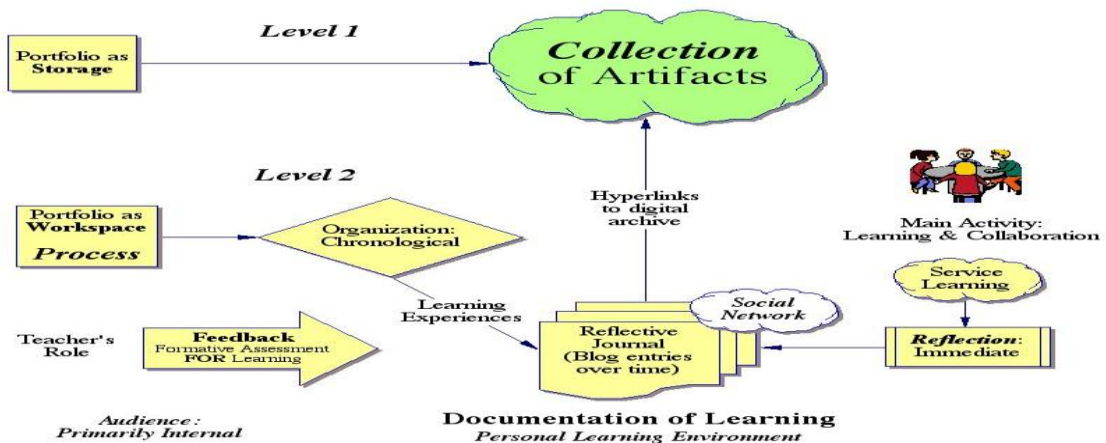 Level 1
Portfolio as
Storage
Collection
of Artifacts
Level 2
Portfolio as
Workspace
Process
Organization:
Chronological
Hyperlinks
to digital
archive
Main Activity:
Learning & Collaboration
Service
Learning
Learning
Experiences
Social
Network
Reflective
Journal
(Blog entries
over time)
Reflection:
Immediate
Teacher's
Role
Feedback
Formative Assessment
FOR Learning
Audience:
Primarily Internal
Documentation of Learning
Personal Learning Environment